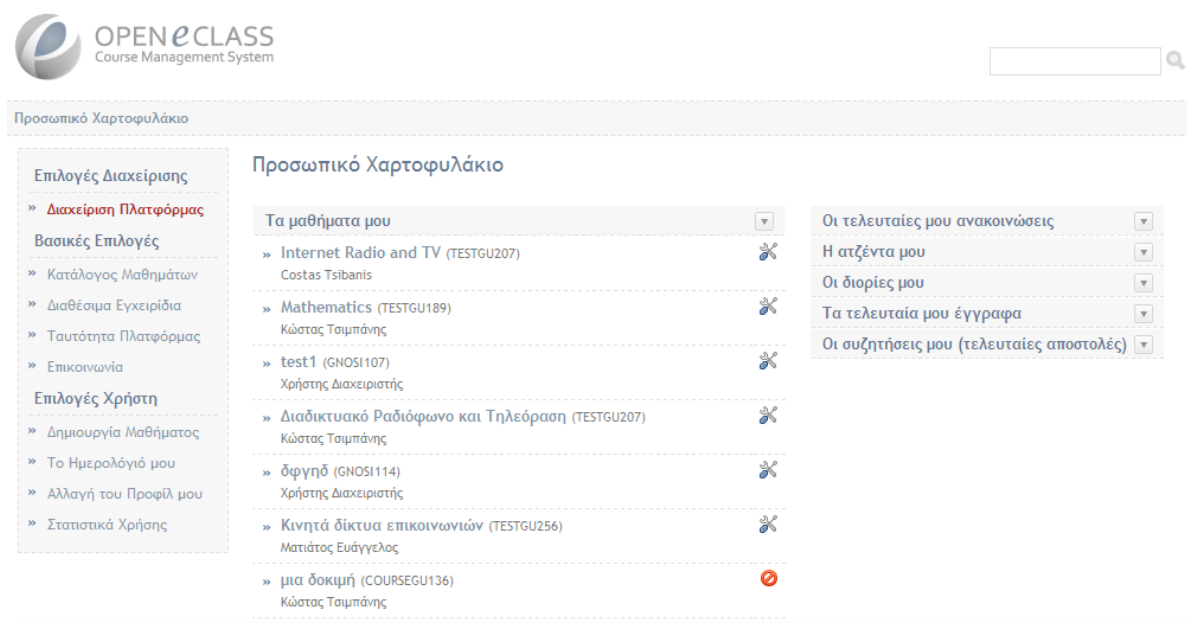 OPEN eCLASS
Course Management System
Προσωπικό Χαρτοφυλάκιο
Επιλογές Διαχείρισης
» Διαχείριση Πλατφόρμας
Βασικές Επιλογές
» Κατάλογος Μαθημάτων
» Διαθέσιμα Εγχειρίδια
» Ταυτότητα Πλατφόρμας
» Επικοινωνία
Επιλογές Χρήστη
» Δημιουργία Μαθήματος
» Το Ημερολόγιό μου
» Αλλαγή του Προφίλ μου
» Στατιστικά Χρήσης
Προσωπικό Χαρτοφυλάκιο
Τα μαθήματα μου
» Internet Radio and TV (TESTGU207)
Costas Tsibanis
» Mathematics (TESTGU189)
Κώστας Τσιμπάνης
» test1 (GNOSI107)
Χρήστης Διαχειριστής
» Διαδικτυακό Ραδιόφωνο και Τηλεόραση (TESTGU207)
Κώστας Τσιμπάνης
» δφγηδ (GNOSI114)
Χρήστης Διαχειριστής
» Κινητά δίκτυα επικοινωνιών (TESTGU256)
Ματιάτος Ευάγγελος
» μια δοκιμή (COURSEGU136)
Κώστας Τσιμπάνης
Οι τελευταίες μου ανακοινώσεις
Η ατζέντα μου
Οι διορίες μου
Τα τελευταία μου έγγραφα
Οι συζητήσεις μου (τελευταίες αποστολές)